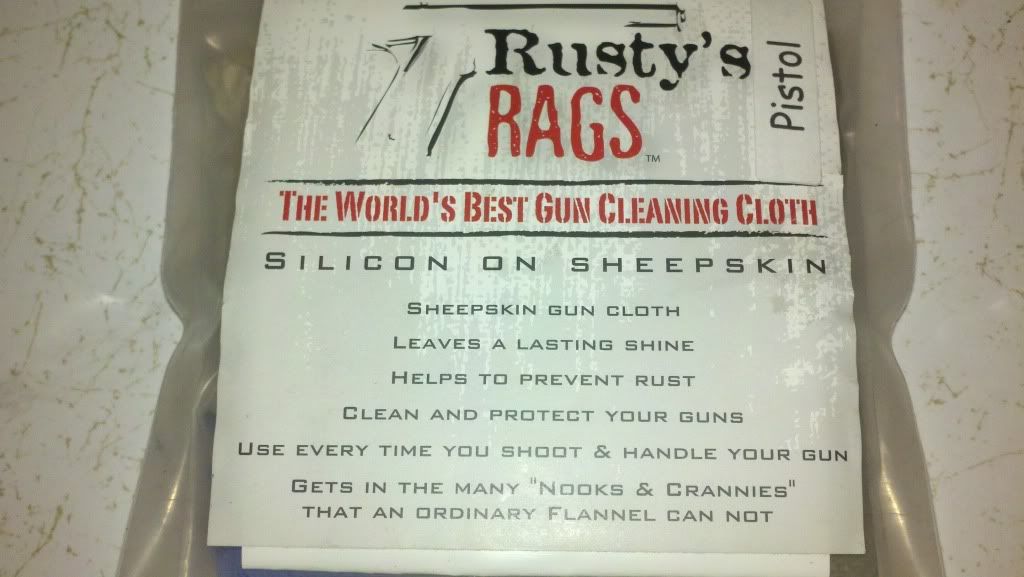 Rusty's
RAGS™
Pistol
THE WORLD'S BEST GUN CLEANING CLOTH
SILICON ON SHEEPSKIN
SHEEPSKIN GUN CLOTH
LEAVES A LASTING SHINE
HELPS TO PREVENT RUST
CLEAN AND PROTECT YOUR GUNS
USE EVERY TIME YOU SHOOT & HANDLE YOUR GUN
GETS IN THE MANY "NOOKS & CRANNIES"
THAT AN ORDINARY FLANNEL CAN NOT